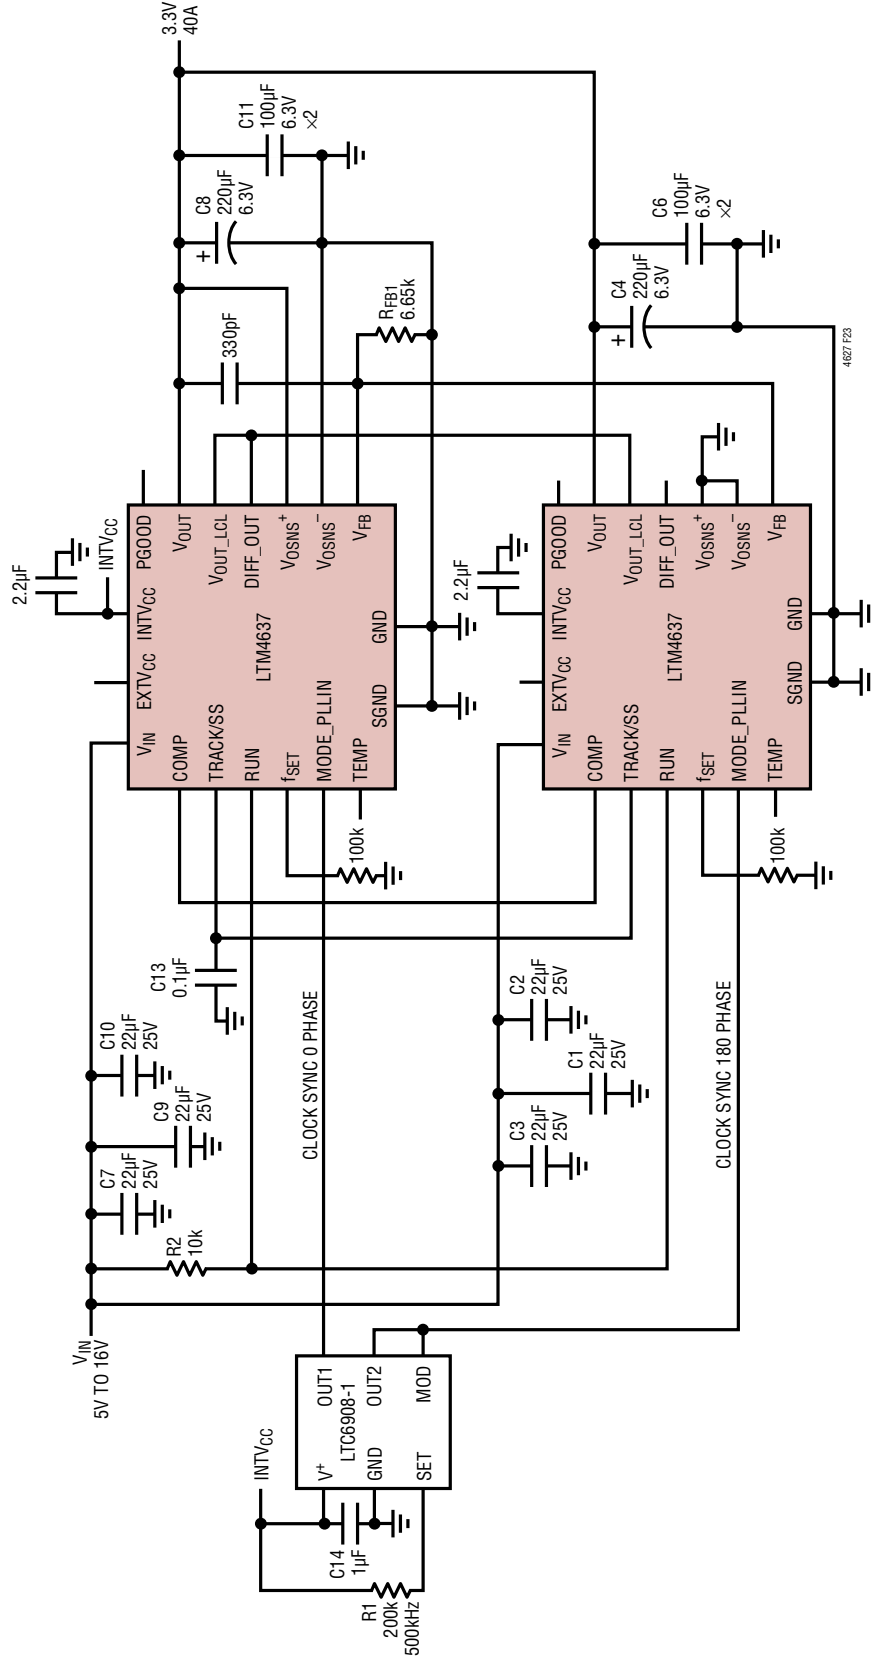 VIN
5V TO 16V
R2
10k
C7
22µF
25V
C9
22µF
25V
C10
22µF
25V
C13
0.1µF
2.2µF
INTVCC
VIN
EXTVCC
INTVCC
PGOOD
COMP
TRACK/SS
RUN
fSET
MODE_PLLIN
TEMP
LTM4637
VOUT
VOUT_LCL
DIFF_OUT
VOSNS+
VOSNS–
VFB
SGND
GND
100k
330pF
RFB1
6.65k
C8
220µF
6.3V
C11
100µF
6.3V
×2
3.3V
40A
INTVCC
C14
1µF
R1
200k
500kHz
V+
OUT1
LTC6908-1
GND
OUT2
SET
MOD
CLOCK SYNC 0 PHASE
C3
22µF
25V
C1
22µF
25V
C2
22µF
25V
CLOCK SYNC 180 PHASE
2.2µF
VIN
EXTVCC
INTVCC
PGOOD
COMP
TRACK/SS
RUN
fSET
MODE_PLLIN
TEMP
LTM4637
VOUT
VOUT_LCL
DIFF_OUT
VOSNS+
VOSNS–
VFB
SGND
GND
100k
C4
220µF
6.3V
C6
100µF
6.3V
×2
4627 F23